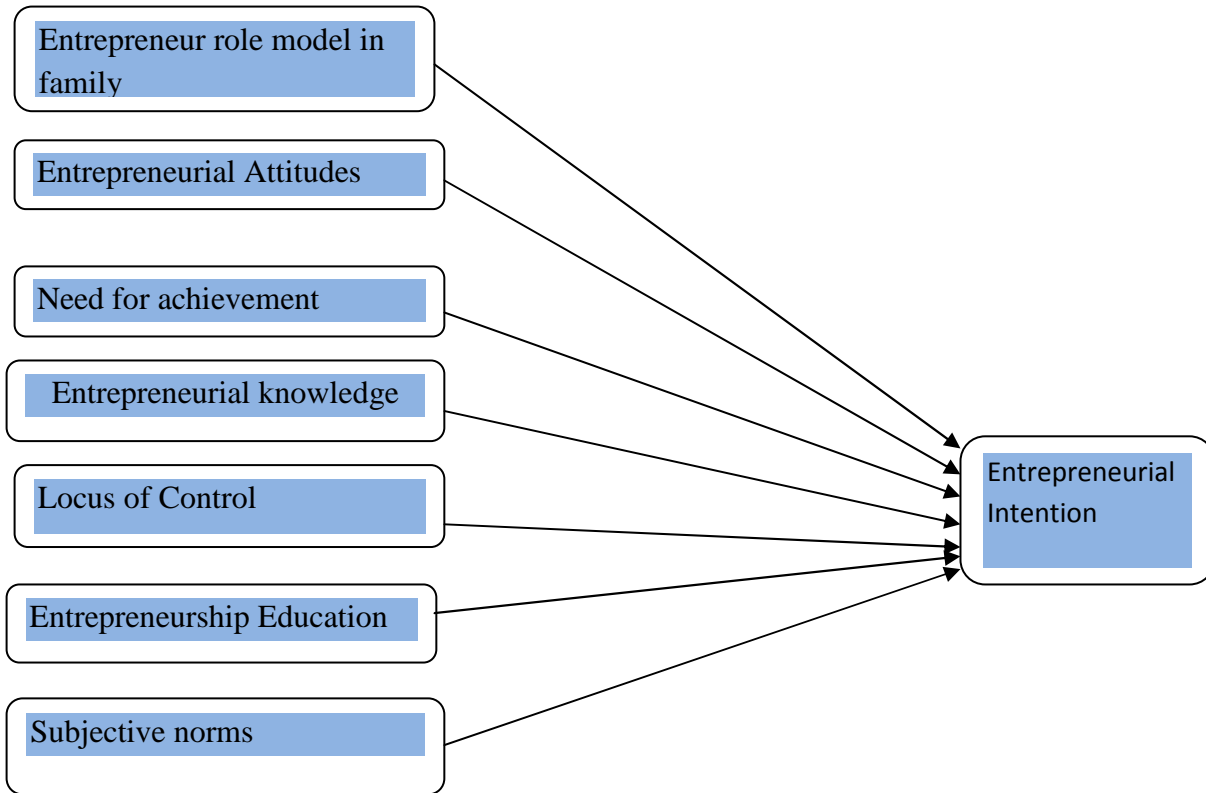 Entrepreneur role model in
family
Entrepreneurial Attitudes
Need for achievement
Entrepreneurial knowledge
Locus of Control
Entrepreneurship Education
Subjective norms
Entrepreneurial
Intention